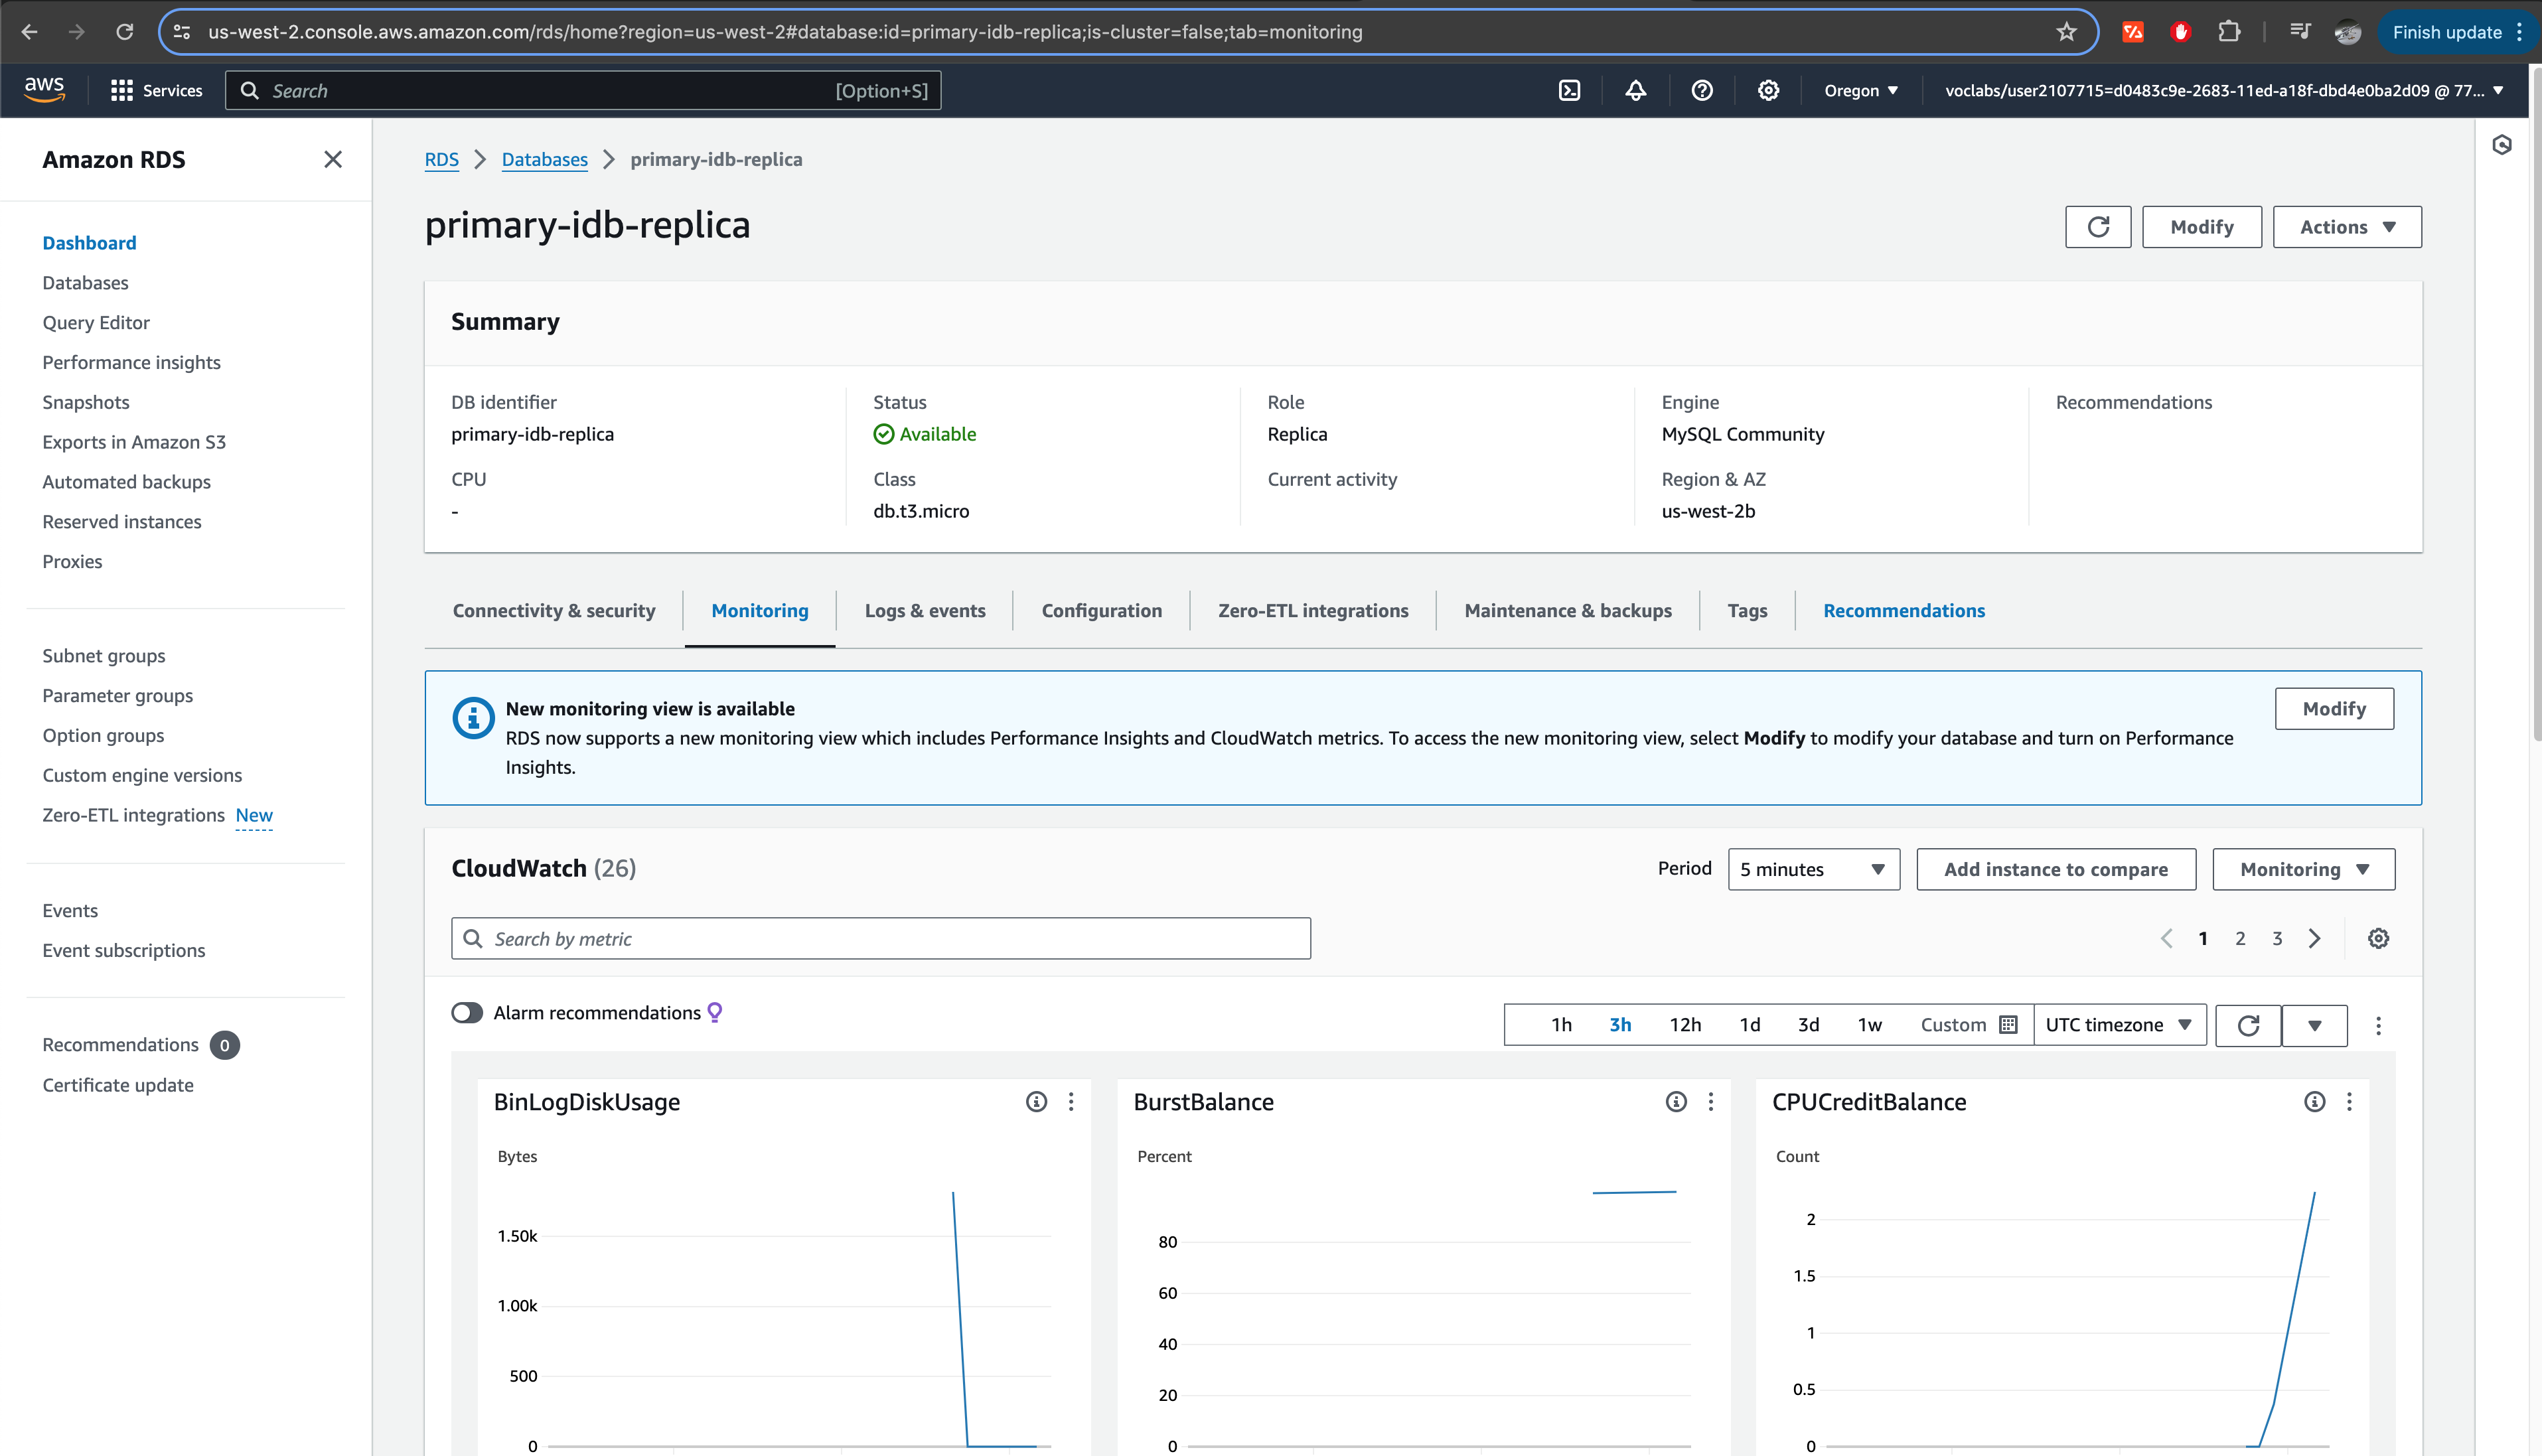 us-west-2.console.aws.amazon.com/rds/home?region=us-west-2#database:id=primary-idb-replica;is-cluster=false;tab=monitoring
Finish update
aws
Services
Search
[Option+S]
Oregon
voclabs/user2107715=d0483c9e-2683-11ed-a18f-dbd4e0ba2d09 @ 77...
Amazon RDS
Dashboard
Databases
Query Editor
Performance insights
Snapshots
Exports in Amazon S3
Automated backups
Reserved instances
Proxies
Subnet groups
Parameter groups
Option groups
Custom engine versions
Zero-ETL integrations New
Events
Event subscriptions
Recommendations 0
Certificate update
RDS > Databases > primary-idb-replica
primary-idb-replica
Modify
Actions
Summary
DB identifier
primary-idb-replica
Status
Available
Role
Replica
Engine
MySQL Community
Recommendations
CPU
-
Class
db.t3.micro
Current activity
Region & AZ
us-west-2b
Connectivity & security
Monitoring
Logs & events
Configuration
Zero-ETL integrations
Maintenance & backups
Tags
Recommendations
New monitoring view is available
RDS now supports a new monitoring view which includes Performance Insights and CloudWatch metrics. To access the new monitoring view, select Modify to modify your database and turn on Performance
Insights.
Modify
CloudWatch (26)
Period
5 minutes
Add instance to compare
Monitoring
Search by metric
1 2 3
Alarm recommendations
1h 3h 12h 1d 3d 1w Custom
UTC timezone
BinLogDiskUsage
Bytes
1.50k
1.00k
500
0
BurstBalance
Percent
80
60
40
20
0
CPUCreditBalance
Count
2
1.5
1
0.5
0